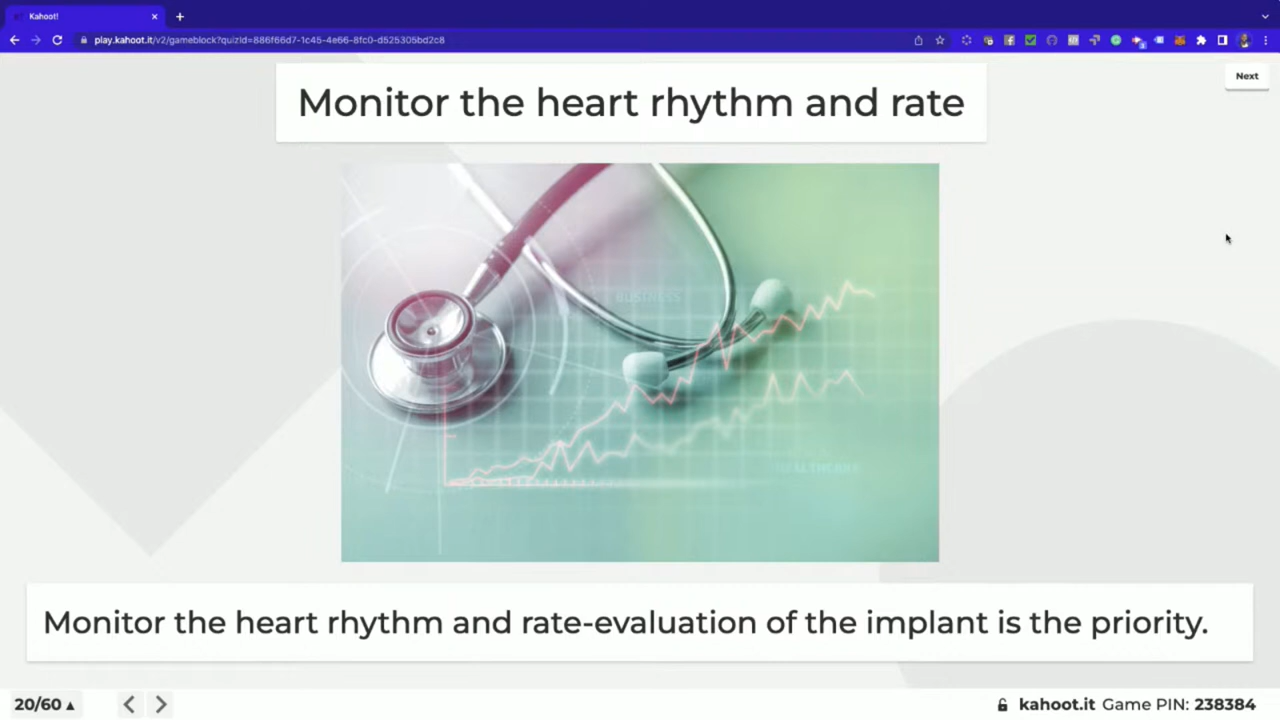 Kahoot!
play.kahoot.it/v2/gameblock?quizId=886f66d7-1c45-4e66-8fc0-d525305bd2c8
Next
Monitor the heart rhythm and rate
BUSINESS
HEALTHCARE
Monitor the heart rhythm and rate-evaluation of the implant is the priority.
20/60 ▲
kahoot.it Game PIN: 238384